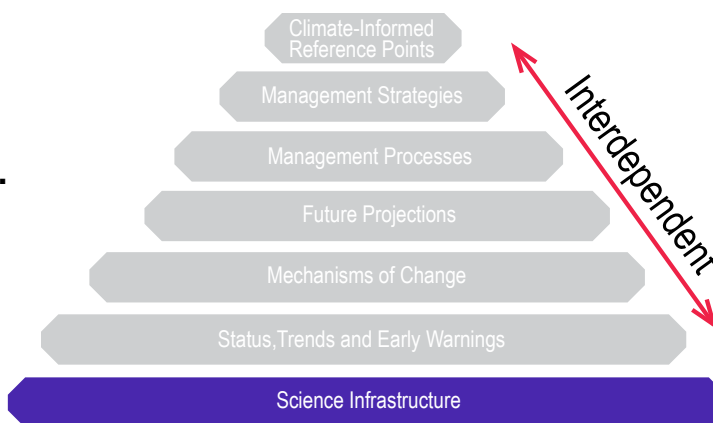 Climate-Informed
Reference Points
Management Strategies
Management Processes
Future Projections
Mechanisms of Change
Status,Trends and Early Warnings
Science Infrastructure
Interdependent
.